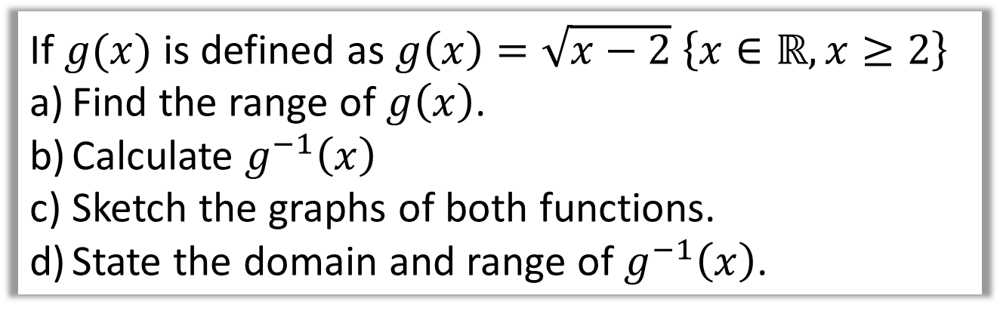 If g(x) is defined as g(x) = √x − 2 {x ∈ ℝ, x ≥ 2}
a) Find the range of g(x).
b) Calculate g⁻¹(x)
c) Sketch the graphs of both functions.
d) State the domain and range of g⁻¹(x).